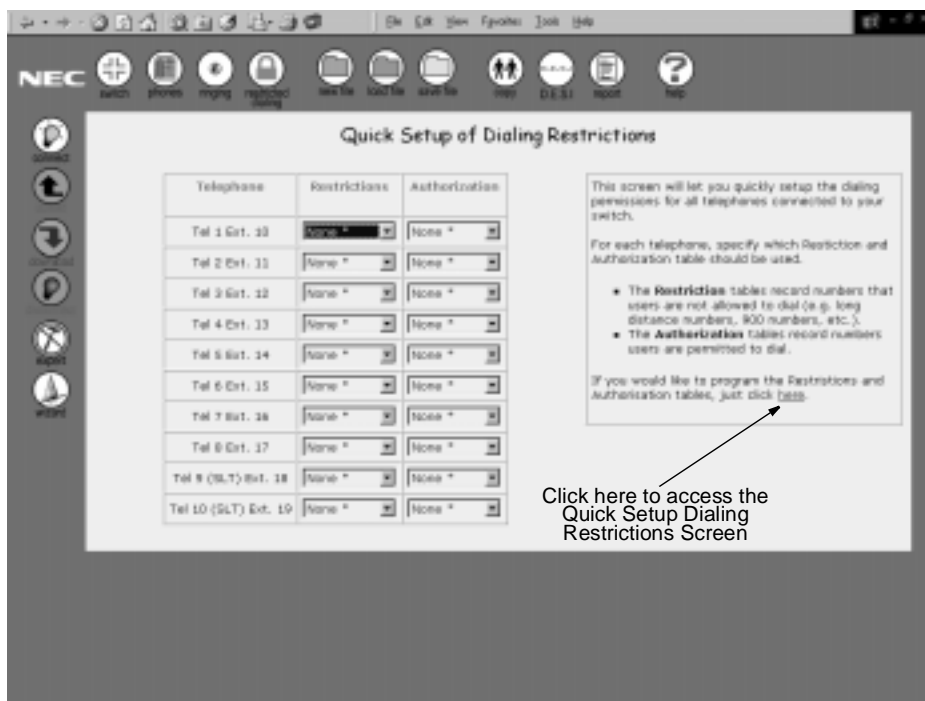 File Edit View Favorites Tools Help
NEC
switch phones ringing restricted dialing new file load file save file copy D.E.S.I report help
connect
download
expert
wizard
Quick Setup of Dialing Restrictions
Telephone Restrictions Authorization
Tel 1 Ext. 10 None * None *
Tel 2 Ext. 11 None * None *
Tel 3 Ext. 12 None * None *
Tel 4 Ext. 13 None * None *
Tel 5 Ext. 14 None * None *
Tel 6 Ext. 15 None * None *
Tel 7 Ext. 16 None * None *
Tel 8 Ext. 17 None * None *
Tel 9 (SLT) Ext. 18 None * None *
Tel 10 (SLT) Ext. 19 None * None *
This screen will let you quickly setup the dialing
permissions for all telephones connected to your
switch.
For each telephone, specify which Restiction and
Authorization table should be used.
• The Restriction tables record numbers that
users are not allowed to dial (e.g. long
distance numbers, 900 numbers, etc.).
• The Authorization tables record numbers
users are permitted to dial.
If you would like to program the Restrictions and
Authorisation tables, just click here.
Click here to access the
Quick Setup Dialing
Restrictions Screen